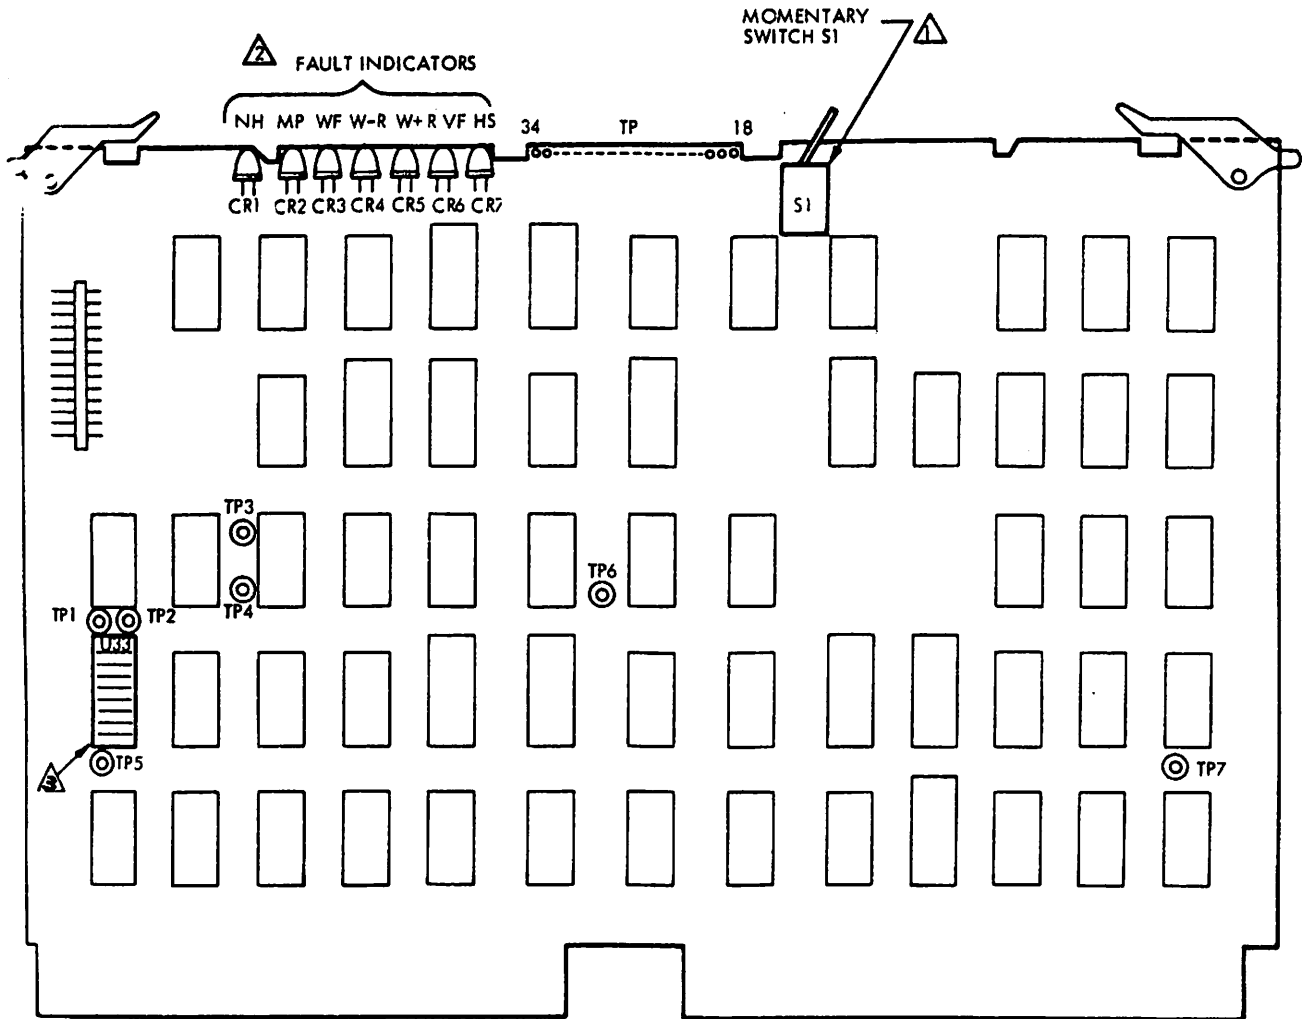 MOMENTARY
SWITCH S1
1
2
FAULT INDICATORS
NH MP WF W-R W+R VF HS
34 TP 18
CR1 CR2 CR3 CR4 CR5 CR6 CR7
S1
TP3
TP4
TP6
TP1 TP2
U33
TP5
3
TP7